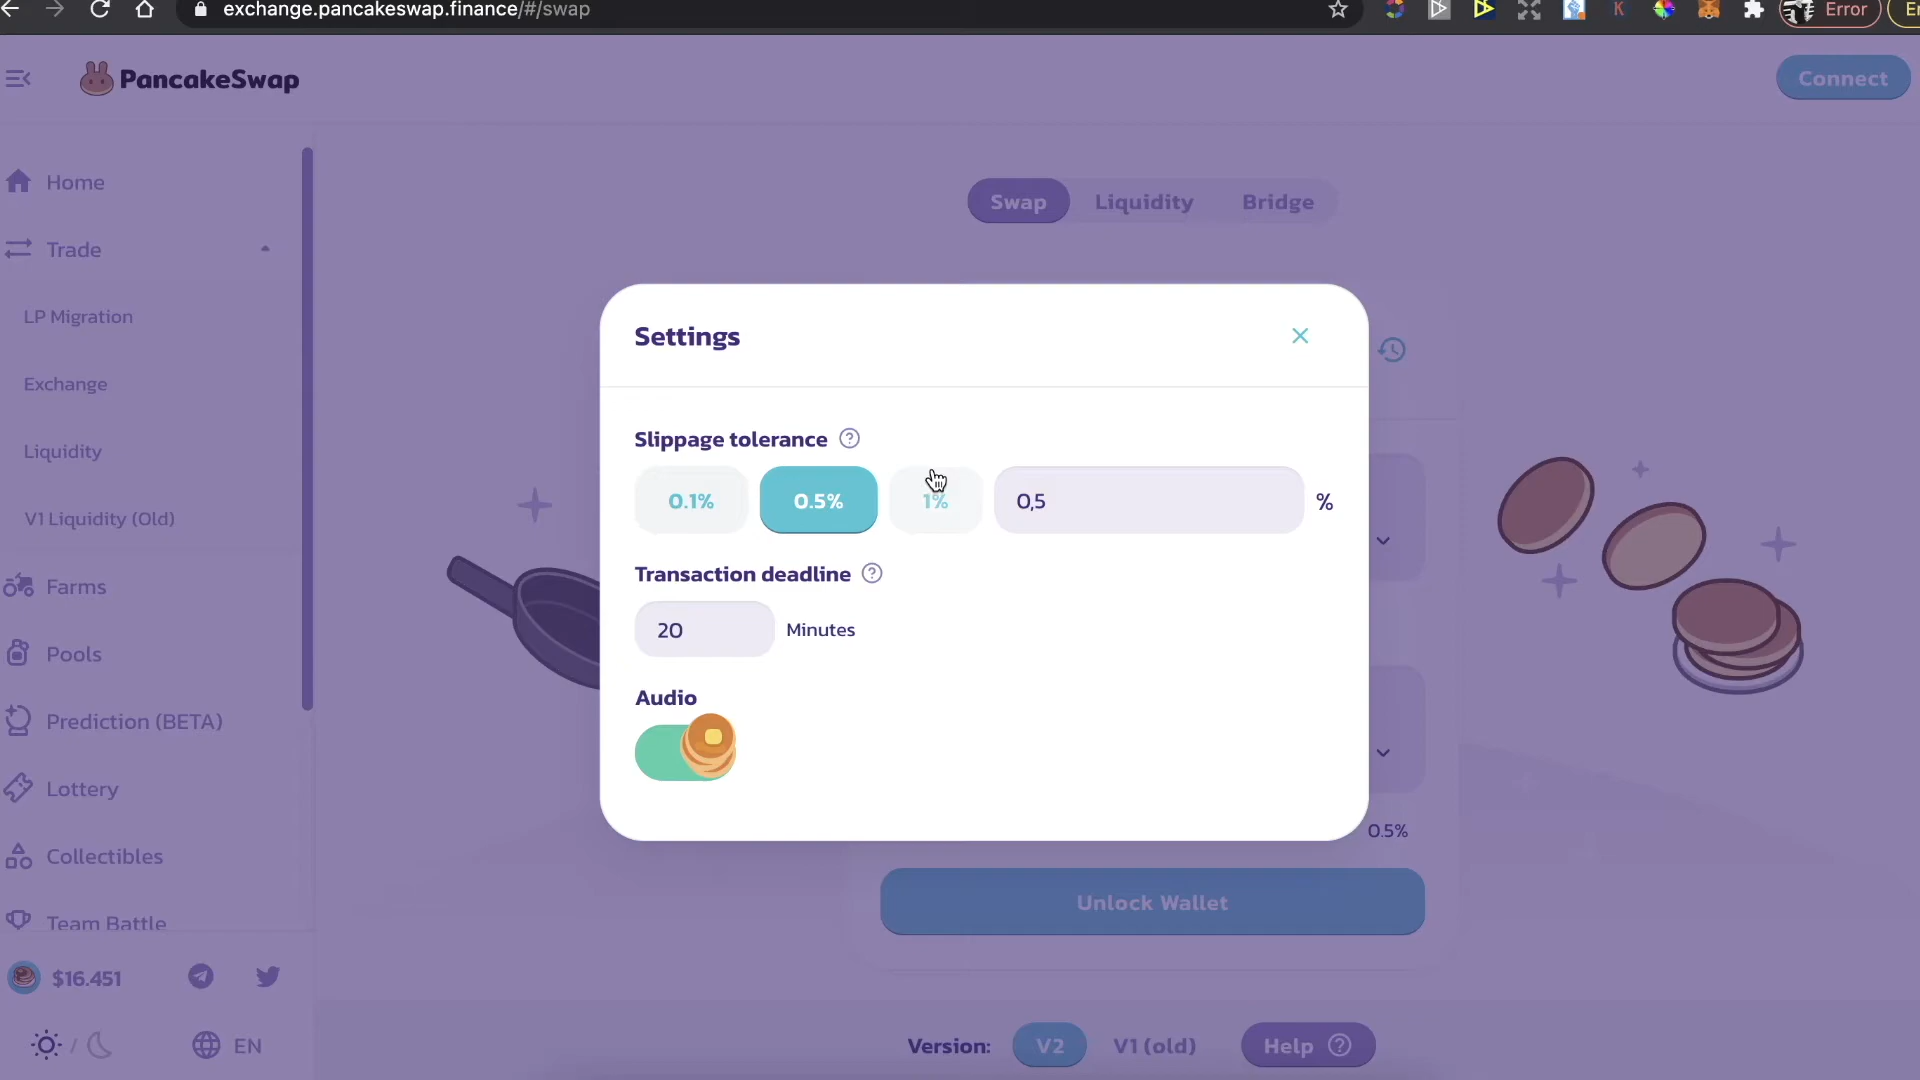 exchange.pancakeswap.finance/#/swap
Error
PancakeSwap
Connect
Home
Trade
LP Migration
Exchange
Liquidity
V1 Liquidity (Old)
Farms
Pools
Prediction (BETA)
Lottery
Collectibles
Team Battle
$16.451
EN
Swap Liquidity Bridge
Settings
Slippage tolerance ?
0.1% 0.5% 1% 0,5 %
Transaction deadline ?
20 Minutes
Audio
0.5%
Unlock Wallet
Version: V2 V1 (old) Help ?